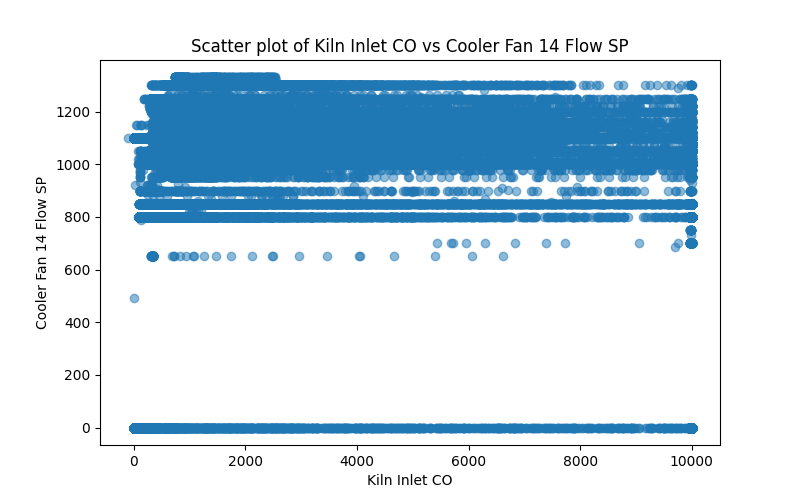 Scatter plot of Kiln Inlet CO vs Cooler Fan 14 Flow SP
1200
1000
800
600
400
200
0
Cooler Fan 14 Flow SP
0 2000 4000 6000 8000 10000
Kiln Inlet CO